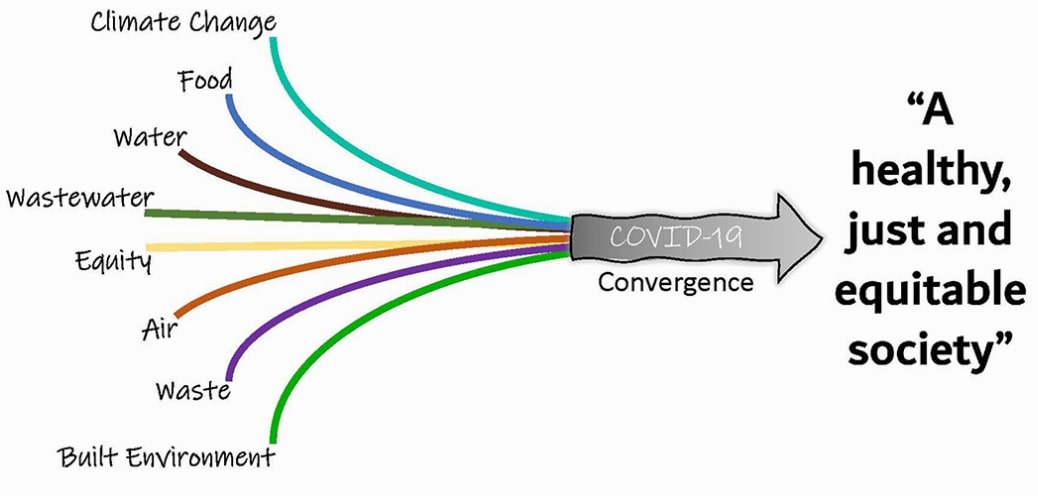 Climate Change
Food
Water
Wastewater
Equity
Air
Waste
Built Environment
COVID-19
Convergence
“A
healthy,
just and
equitable
society”